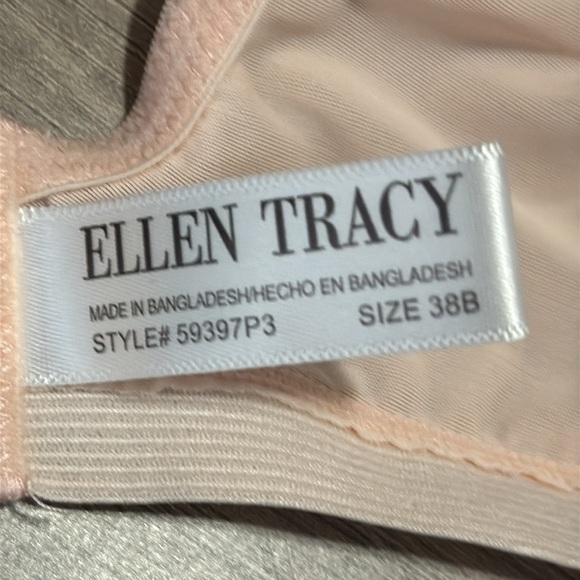 ELLEN TRACY
MADE IN BANGLADESH/HECHO EN BANGLADESH
STYLE# 59397P3 SIZE 38B